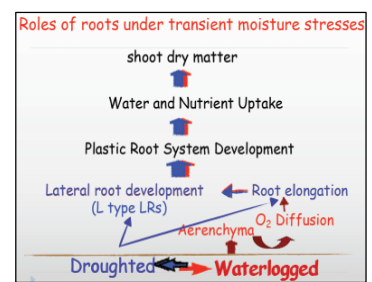 Roles of roots under transient moisture stresses
shoot dry matter
Water and Nutrient Uptake
Plastic Root System Development
Lateral root development
(L type LRs)
Root elongation
Aerenchyma
O₂ Diffusion
Droughted
Waterlogged